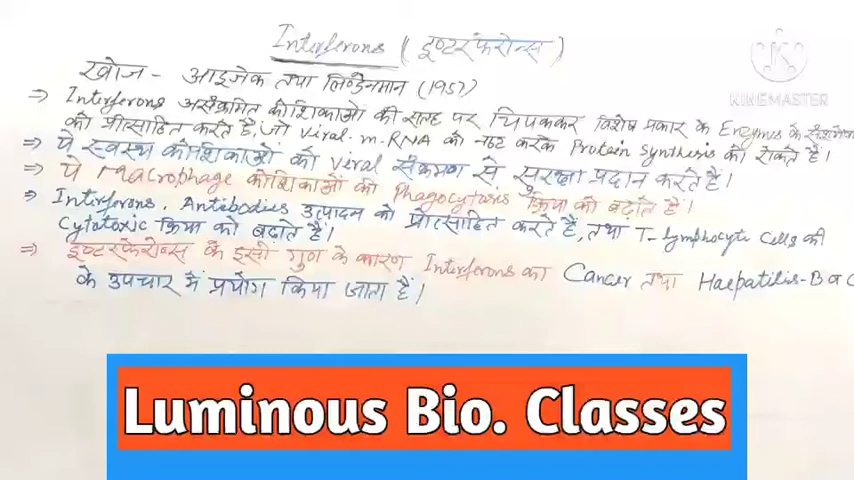 Interferons (इण्टरफेरोन्स)
खोज - आइजेक तथा लिण्डेनमान (1957)
KINEMASTER
⇒ Interferons असंक्रमित कोशिकाओं की सतह पर चिपककर विशेष प्रकार के Enzymes के संश्लेषण
को प्रोत्साहित करते हैं, जो Viral m-RNA को नष्ट करके Protein Synthesis को रोकते हैं।
⇒ ये स्वस्थ कोशिकाओं को Viral संक्रमण से सुरक्षा प्रदान करते हैं।
⇒ ये Macrophage कोशिकाओं की Phagocytosis क्रिया को बढ़ाते हैं।
⇒ Interferons, Antibodies उत्पादन को प्रोत्साहित करते हैं, तथा T-lymphocyte Cells की
Cytotoxic क्रिया को बढ़ाते हैं।
⇒ इण्टरफेरोन्स के इसी गुण के कारण Interferons का Cancer तथा Haepatitis-B व C
के उपचार में प्रयोग किया जाता है।
Luminous Bio. Classes